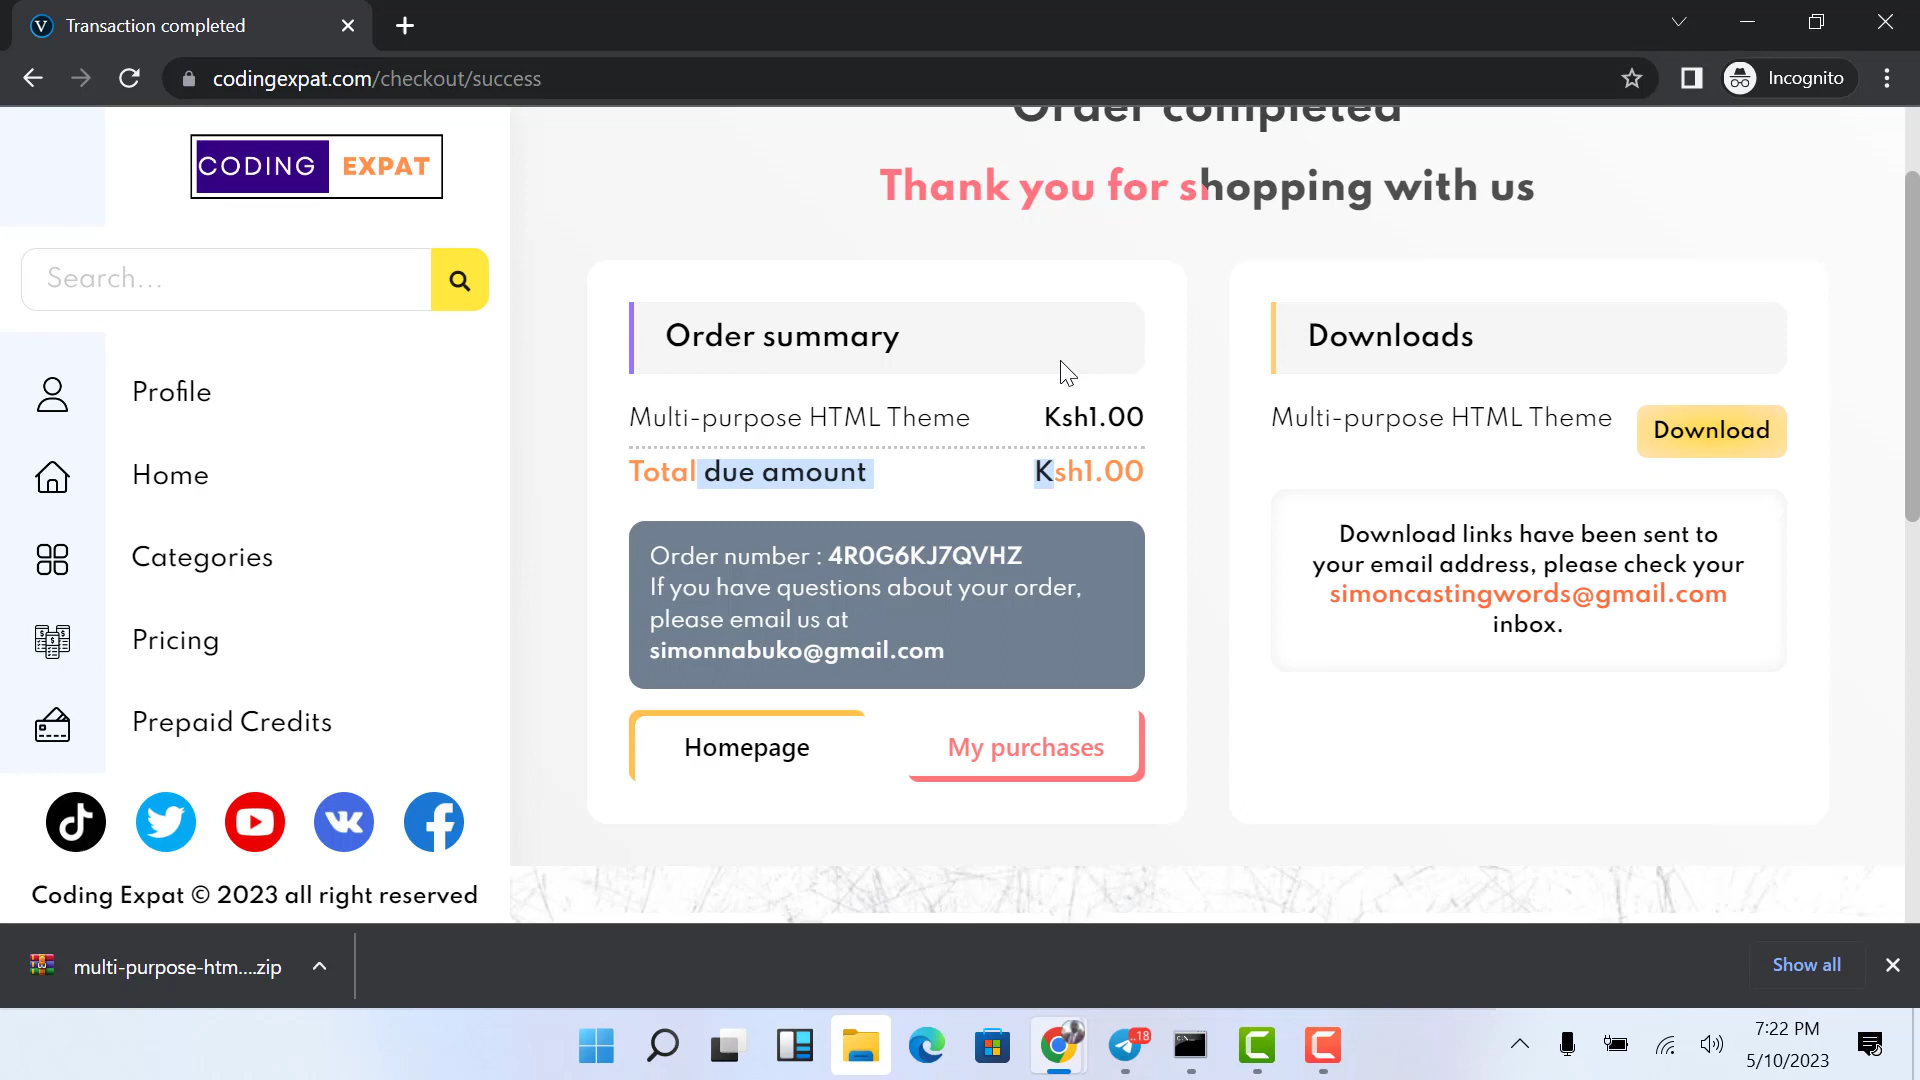 Transaction completed
codingexpat.com/checkout/success
Incognito
CODING EXPAT
Search...
Profile
Home
Categories
Pricing
Prepaid Credits
Coding Expat © 2023 all right reserved
Order completed
Thank you for shopping with us
Order summary
Multi-purpose HTML Theme Ksh1.00
Total due amount Ksh1.00
Order number : 4R0G6KJ7QVHZ
If you have questions about your order,
please email us at
simonnabuko@gmail.com
Homepage
My purchases
Downloads
Multi-purpose HTML Theme
Download
Download links have been sent to
your email address, please check your
simoncastingwords@gmail.com
inbox.
multi-purpose-htm....zip
Show all
..18
7:22 PM
5/10/2023